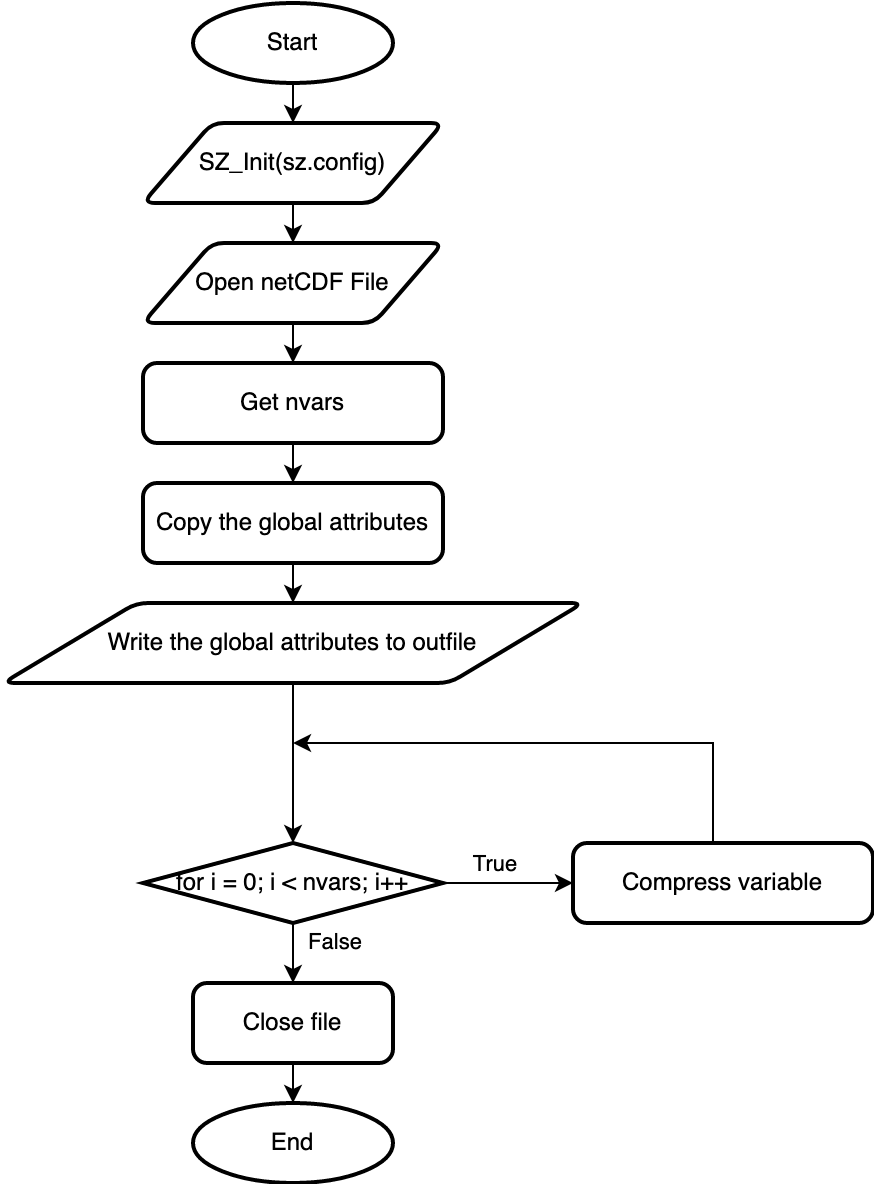 Start
SZ_Init(sz.config)
Open netCDF File
Get nvars
Copy the global attributes
Write the global attributes to outfile
for i = 0; i < nvars; i++
True
Compress variable
False
Close file
End